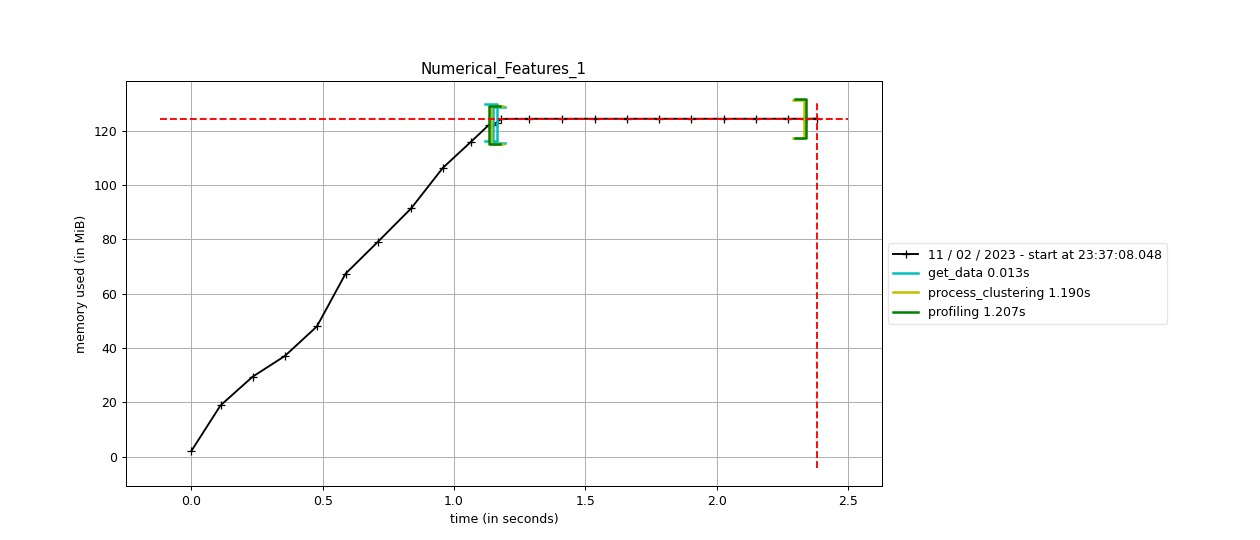 Numerical_Features_1
120
100
80
60
40
20
0
memory used (in MiB)
0.0 0.5 1.0 1.5 2.0 2.5
time (in seconds)
11 / 02 / 2023 - start at 23:37:08.048
get_data 0.013s
process_clustering 1.190s
profiling 1.207s